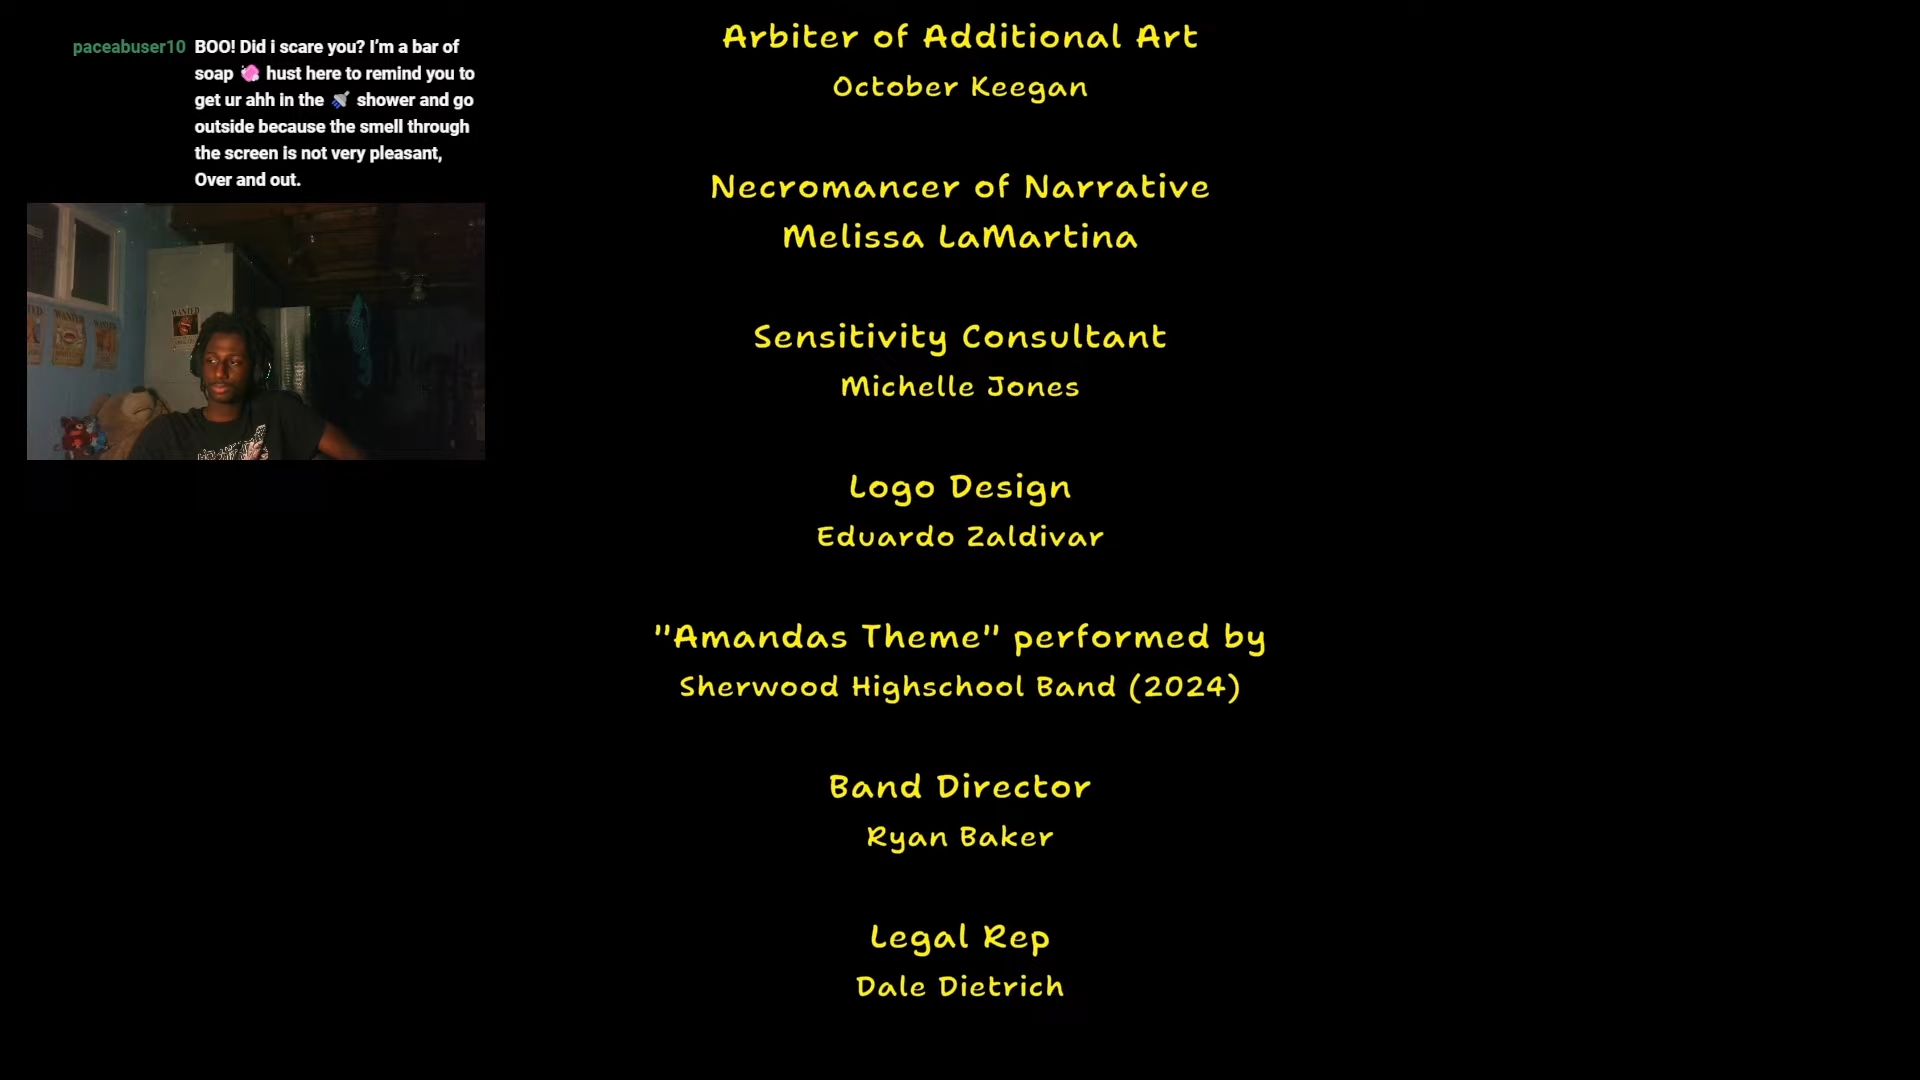 paceabuser10 BOO! Did i scare you? I’m a bar of
soap 🧼 hust here to remind you to
get ur ahh in the 🚿 shower and go
outside because the smell through
the screen is not very pleasant,
Over and out.
WANTED
WANTED
WANTED
Arbiter of Additional Art
October Keegan
Necromancer of Narrative
Melissa LaMartina
Sensitivity Consultant
Michelle Jones
Logo Design
Eduardo Zaldivar
"Amandas Theme" performed by
Sherwood Highschool Band (2024)
Band Director
Ryan Baker
Legal Rep
Dale Dietrich